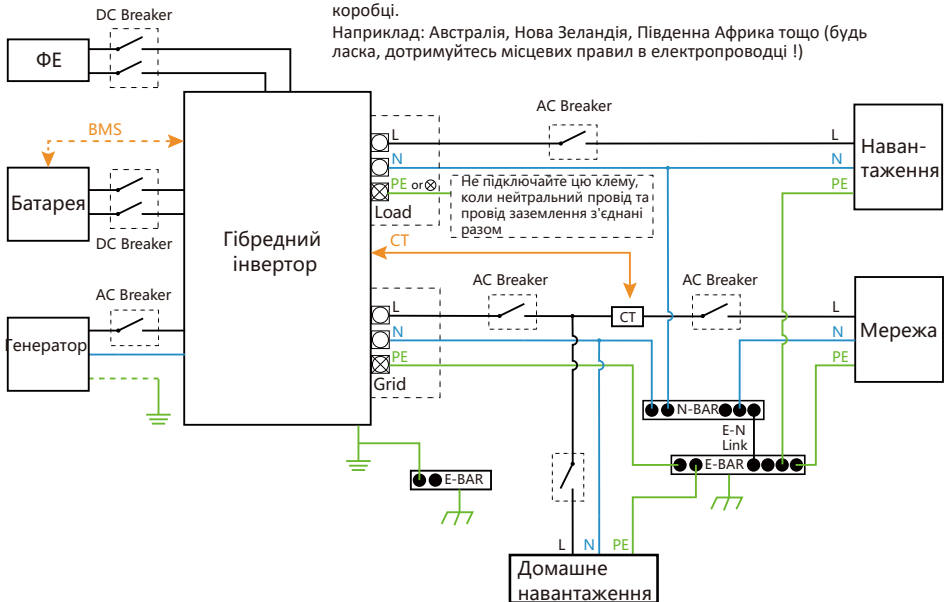 коробці.
Наприклад: Австралія, Нова Зеландія, Південна Африка тощо (будь
ласка, дотримуйтесь місцевих правил в електропроводці !)
DC Breaker
ФЕ
BMS
Батарея
DC Breaker
AC Breaker
Генератор
Гібредний
інвертор
L
N
PE or
Load
Не підключайте цю клему,
коли нейтральний провід та
провід заземлення з'єднані
разом
CT
AC Breaker
L
N
PE
Наван-
таження
L
N
PE
Grid
AC Breaker
CT
AC Breaker
L
N
PE
Мережа
N-BAR
E-N
Link
E-BAR
E-BAR
L
N
PE
Домашне
навантаження